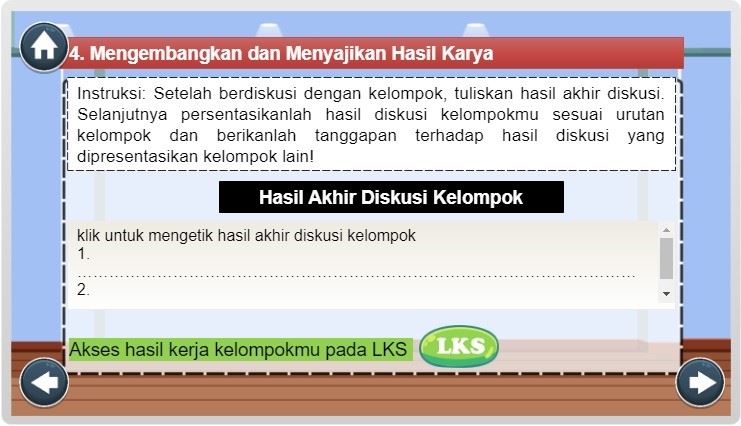 4. Mengembangkan dan Menyajikan Hasil Karya
Instruksi: Setelah berdiskusi dengan kelompok, tuliskan hasil akhir diskusi.
Selanjutnya persentasikanlah hasil diskusi kelompokmu sesuai urutan
kelompok dan berikanlah tanggapan terhadap hasil diskusi yang
dipresentasikan kelompok lain!
Hasil Akhir Diskusi Kelompok
klik untuk mengetik hasil akhir diskusi kelompok
1.
……………………………………………………………………………………………
2.
Akses hasil kerja kelompokmu pada LKS
LKS